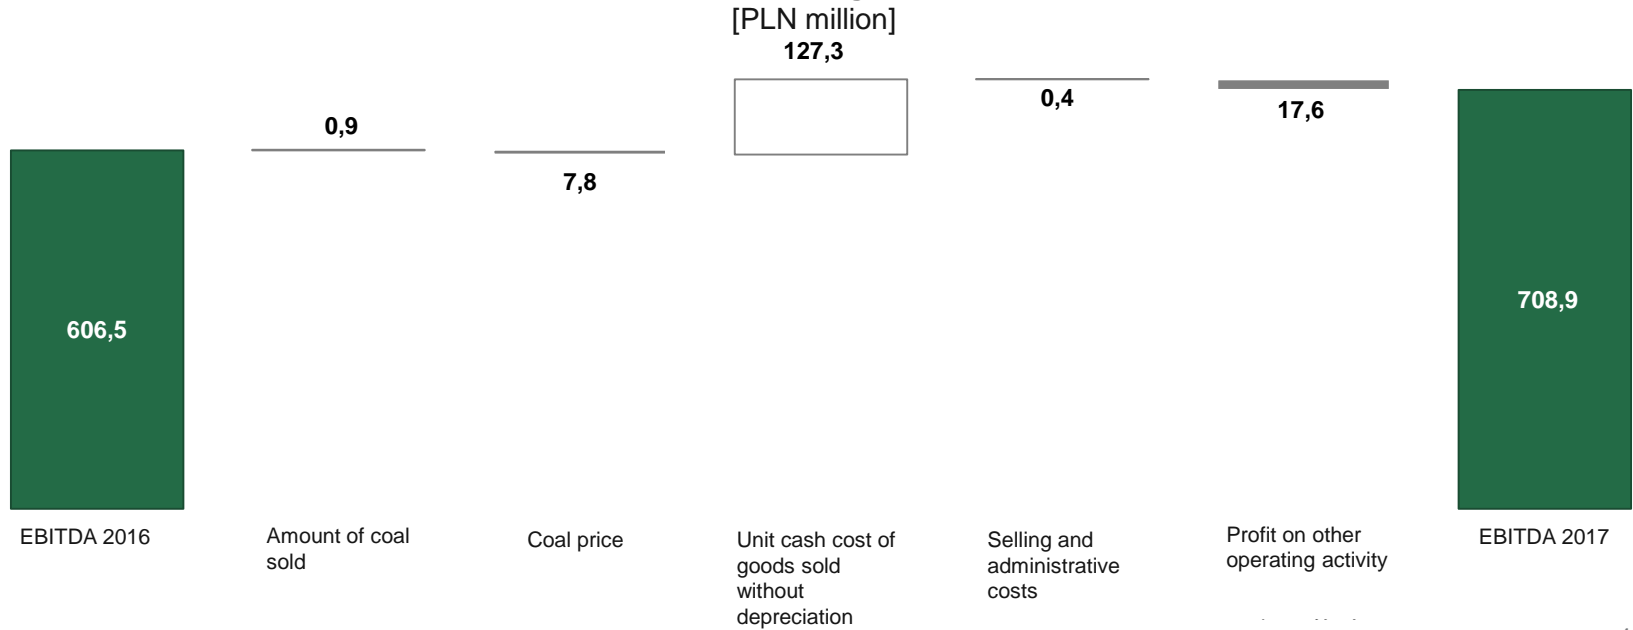 [PLN million]
127,3
0,9
7,8
0,4
17,6
606,5
708,9
EBITDA 2016
Amount of coal
sold
Coal price
Unit cash cost of
goods sold
without
depreciation
Selling and
administrative
costs
Profit on other
operating activity
EBITDA 2017